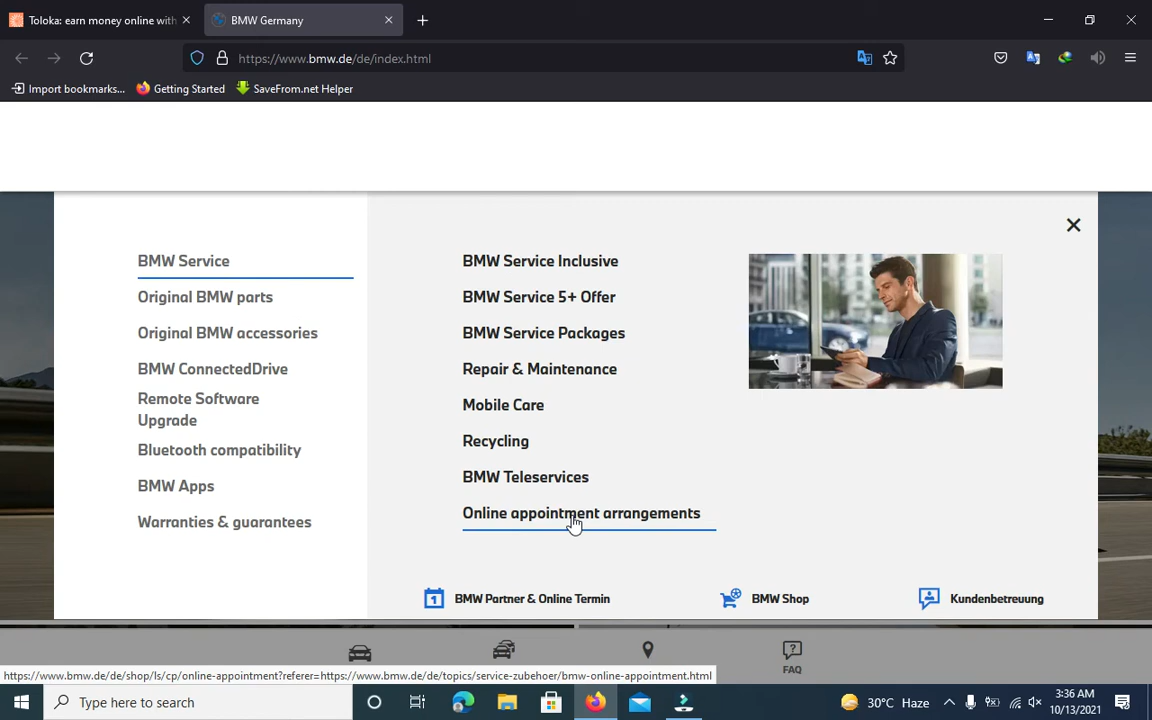 Toloka: earn money online with
BMW Germany
https://www.bmw.de/de/index.html
Import bookmarks...
Getting Started
SaveFrom.net Helper
BMW Service
Original BMW parts
Original BMW accessories
BMW ConnectedDrive
Remote Software
Upgrade
Bluetooth compatibility
BMW Apps
Warranties & guarantees
BMW Service Inclusive
BMW Service 5+ Offer
BMW Service Packages
Repair & Maintenance
Mobile Care
Recycling
BMW Teleservices
Online appointment arrangements
1
BMW Partner & Online Termin
BMW Shop
Kundenbetreuung
FAQ
https://www.bmw.de/de/shop/ls/cp/online-appointment?referer=https://www.bmw.de/de/topics/service-zubehoer/bmw-online-appointment.html
Type here to search
30°C Haze
3:36 AM
10/13/2021